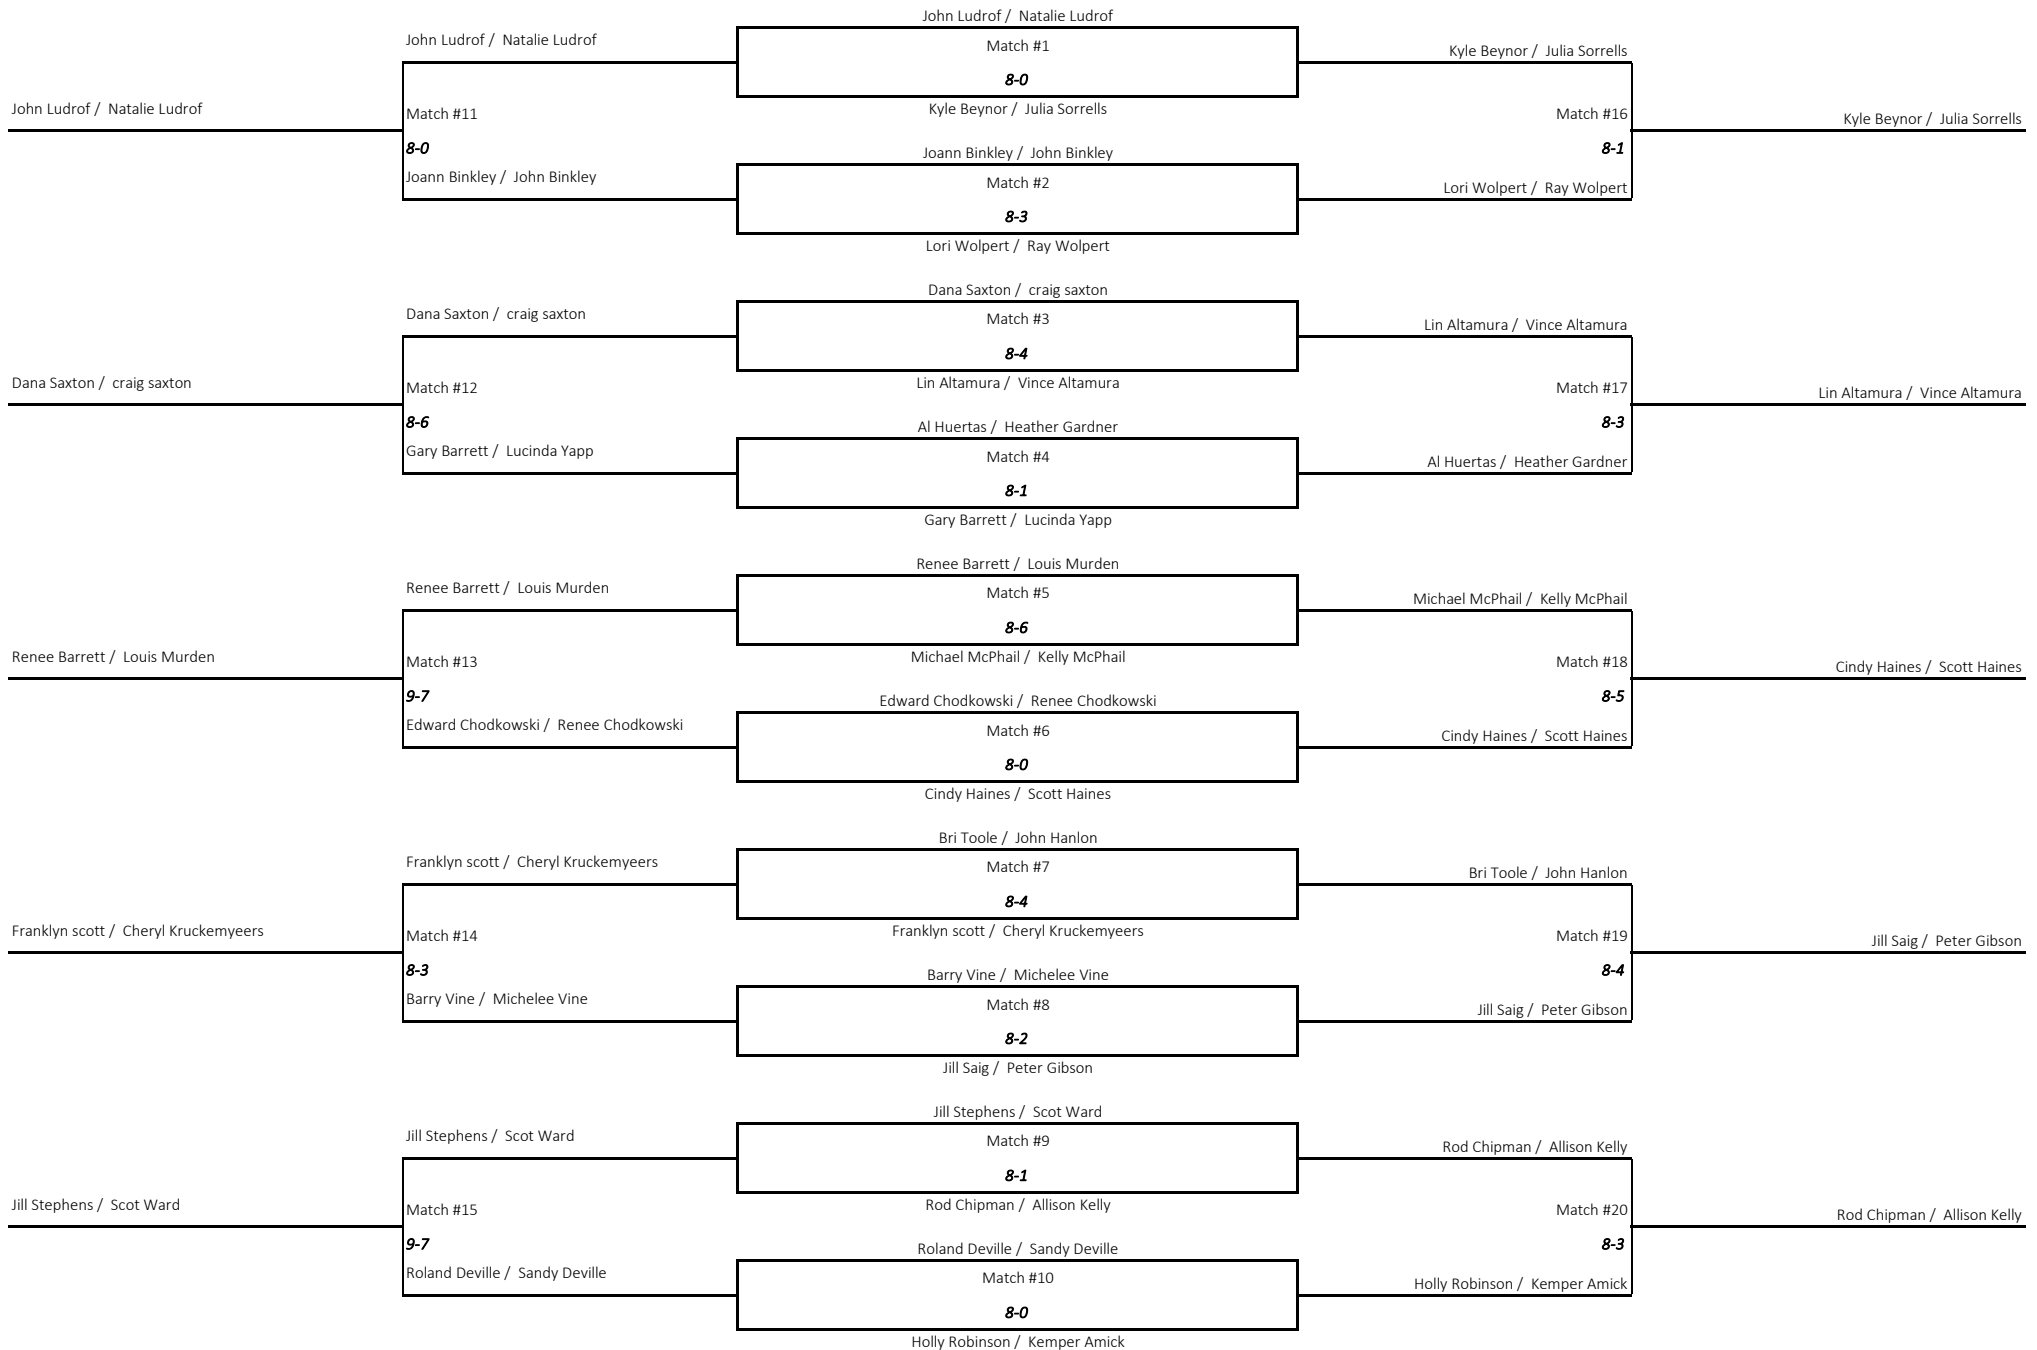 John Ludrof /  Natalie Ludrof
John Ludrof /  Natalie Ludrof
Match #1
Kyle Beynor /  Julia Sorrells
8-0
John Ludrof /  Natalie Ludrof
Match #11
Kyle Beynor /  Julia Sorrells
Match #16
Kyle Beynor /  Julia Sorrells
8-0
Joann Binkley /  John Binkley
8-1
Joann Binkley /  John Binkley
Match #2
Lori Wolpert /  Ray Wolpert
8-3
Lori Wolpert /  Ray Wolpert
Dana Saxton /  craig saxton
Dana Saxton /  craig saxton
Match #3
Lin Altamura /  Vince Altamura
8-4
Dana Saxton /  craig saxton
Match #12
Lin Altamura /  Vince Altamura
Match #17
Lin Altamura /  Vince Altamura
8-6
Al Huertas /  Heather Gardner
8-3
Gary Barrett /  Lucinda Yapp
Match #4
Al Huertas /  Heather Gardner
8-1
Gary Barrett /  Lucinda Yapp
Renee Barrett /  Louis Murden
Renee Barrett /  Louis Murden
Match #5
Michael McPhail /  Kelly McPhail
8-6
Renee Barrett /  Louis Murden
Match #13
Michael McPhail /  Kelly McPhail
Match #18
Cindy Haines /  Scott Haines
9-7
Edward Chodkowski /  Renee Chodkowski
8-5
Edward Chodkowski /  Renee Chodkowski
Match #6
Cindy Haines /  Scott Haines
8-0
Cindy Haines /  Scott Haines
Bri Toole /  John Hanlon
Franklyn scott /  Cheryl Kruckemyeers
Match #7
Bri Toole /  John Hanlon
8-4
Franklyn scott /  Cheryl Kruckemyeers
Match #14
Franklyn scott /  Cheryl Kruckemyeers
Match #19
Jill Saig /  Peter Gibson
8-3
Barry Vine /  Michelee Vine
8-4
Barry Vine /  Michelee Vine
Match #8
Jill Saig /  Peter Gibson
8-2
Jill Saig /  Peter Gibson
Jill Stephens /  Scot Ward
Jill Stephens /  Scot Ward
Match #9
Rod Chipman /  Allison Kelly
8-1
Jill Stephens /  Scot Ward
Match #15
Rod Chipman /  Allison Kelly
Match #20
Rod Chipman /  Allison Kelly
9-7
Roland Deville /  Sandy Deville
8-3
Roland Deville /  Sandy Deville
Match #10
Holly Robinson /  Kemper Amick
8-0
Holly Robinson /  Kemper Amick